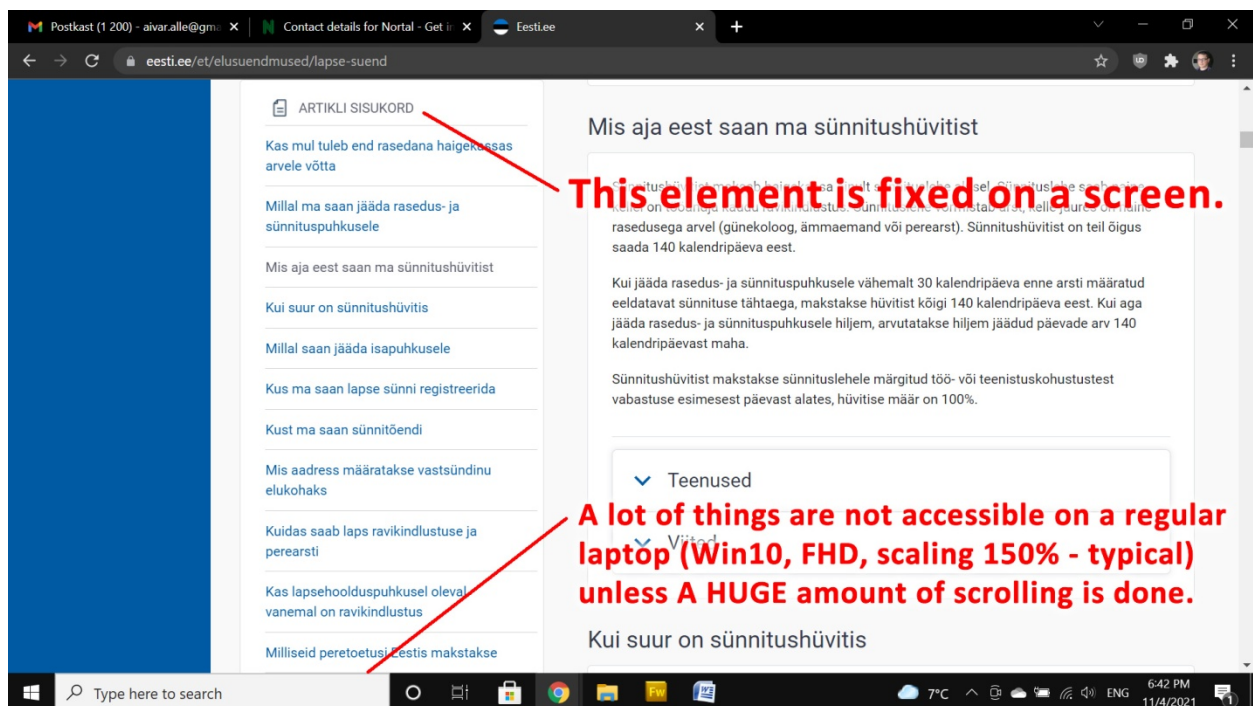 Postkast (1 200) - aivar.alle@gma
Contact details for Nortal - Get in
Eesti.ee
eesti.ee/et/elusuendmused/lapse-suend
ARTIKLI SISUKORD
Kas mul tuleb end rasedana haigekassas
arvele võtta
Millal ma saan jääda rasedus- ja
sünnituspuhkusele
Mis aja eest saan ma sünnitushüvitist
Kui suur on sünnitushüvitis
Millal saan jääda isapuhkusele
Kus ma saan lapse sünni registreerida
Kust ma saan sünnitõendi
Mis aadress määratakse vastsündinu
elukohaks
Kuidas saab laps ravikindlustuse ja
perearsti
Kas lapsehoolduspuhkusel oleval
vanemal on ravikindlustus
Milliseid peretoetusi Eestis makstakse
Mis aja eest saan ma sünnitushüvitist
This element is fixed on a screen.
rasedusega arvel (günekoloog, ämmaemand või perearst). Sünnitushüvitist on teil õigus
saada 140 kalendripäeva eest.
Kui jääda rasedus- ja sünnituspuhkusele vähemalt 30 kalendripäeva enne arsti määratud
eeldatavat sünnituse tähtaega, makstakse hüvitist kõigi 140 kalendripäeva eest. Kui aga
jääda rasedus- ja sünnituspuhkusele hiljem, arvutatakse hiljem jäädud päevade arv 140
kalendripäevast maha.
Sünnitushüvitist makstakse sünnituslehele märgitud töö- või teenistuskohustustest
vabastuse esimesest päevast alates, hüvitise määr on 100%.
Teenused
A lot of things are not accessible on a regular
Viited
laptop (Win10, FHD, scaling 150% - typical)
unless A HUGE amount of scrolling is done.
Kui suur on sünnitushüvitis
Type here to search
Fw
7°C
ENG
6:42 PM
11/4/2021
1